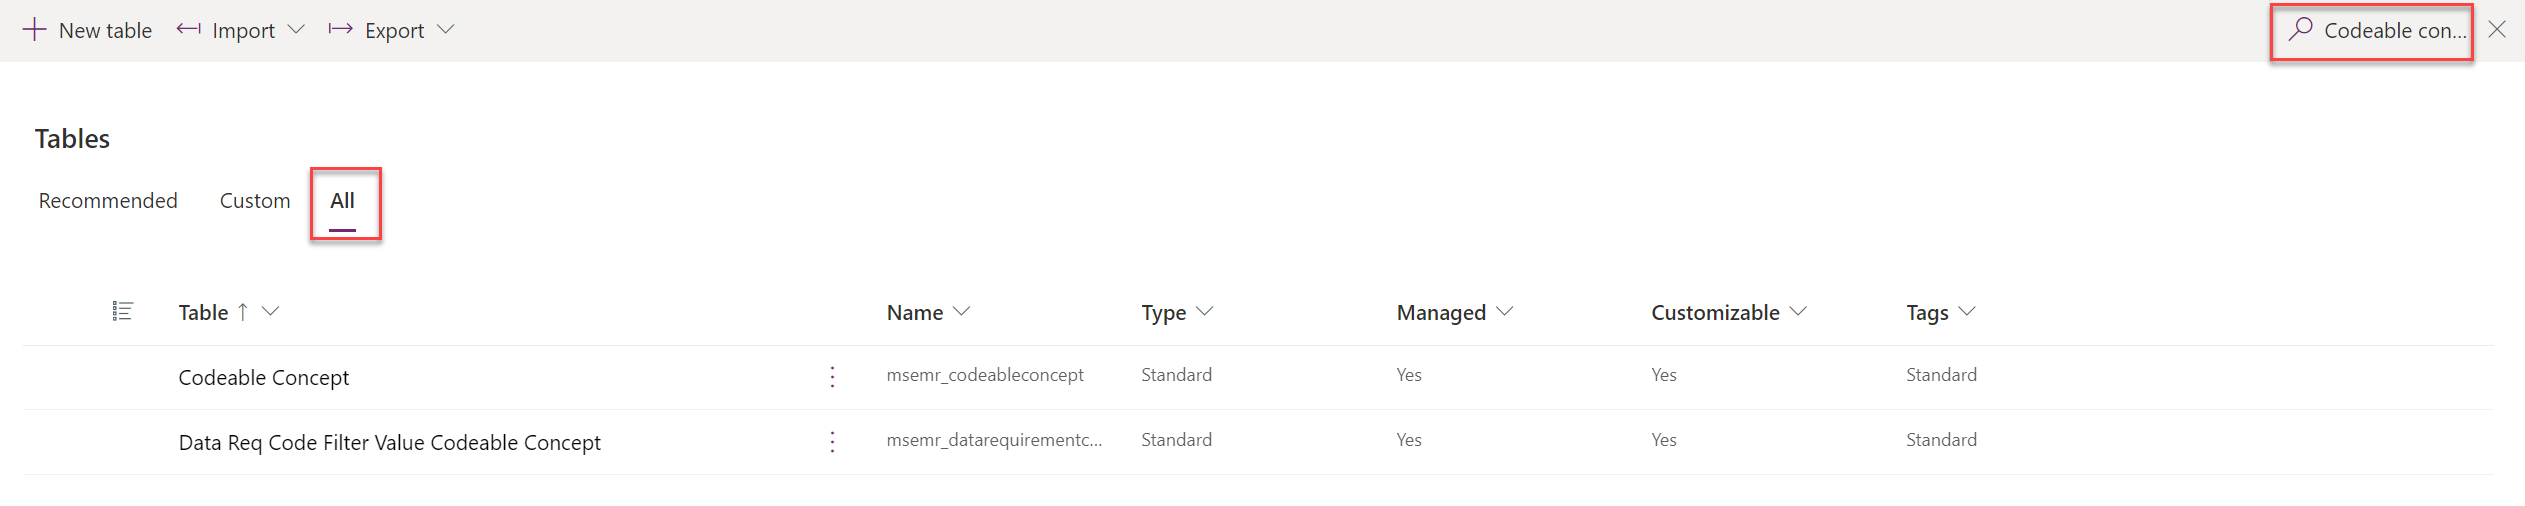 New table Import Export Codeable con...
Tables
Recommended Custom All
Table Name Type Managed Customizable Tags
Codeable Concept msemr_codeableconcept Standard Yes Yes Standard
Data Req Code Filter Value Codeable Concept msemr_datarequirementc... Standard Yes Yes Standard